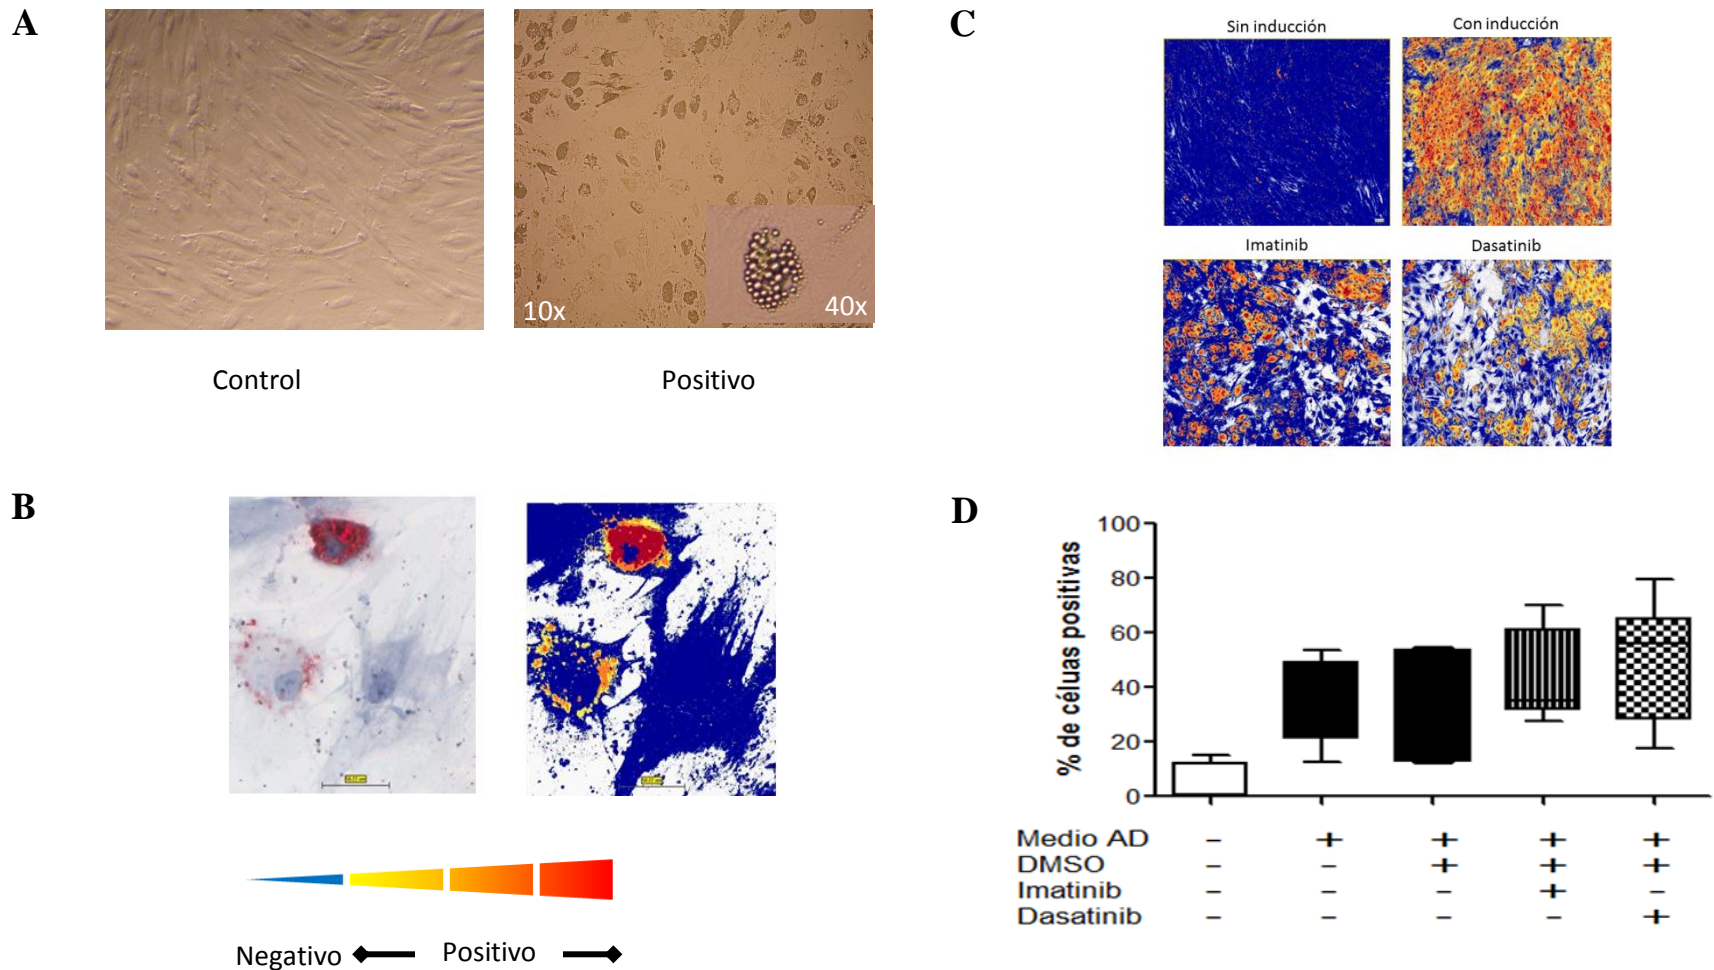 A
10x
40x
Control
Positivo
B
Negativo
Positivo
C
Sin inducción
Con inducción
Imatinib
Dasatinib
D
% de céluas positivas
100
80
60
40
20
0
Medio AD - + + + +
DMSO - - + + +
Imatinib - - - + -
Dasatinib - - - - +